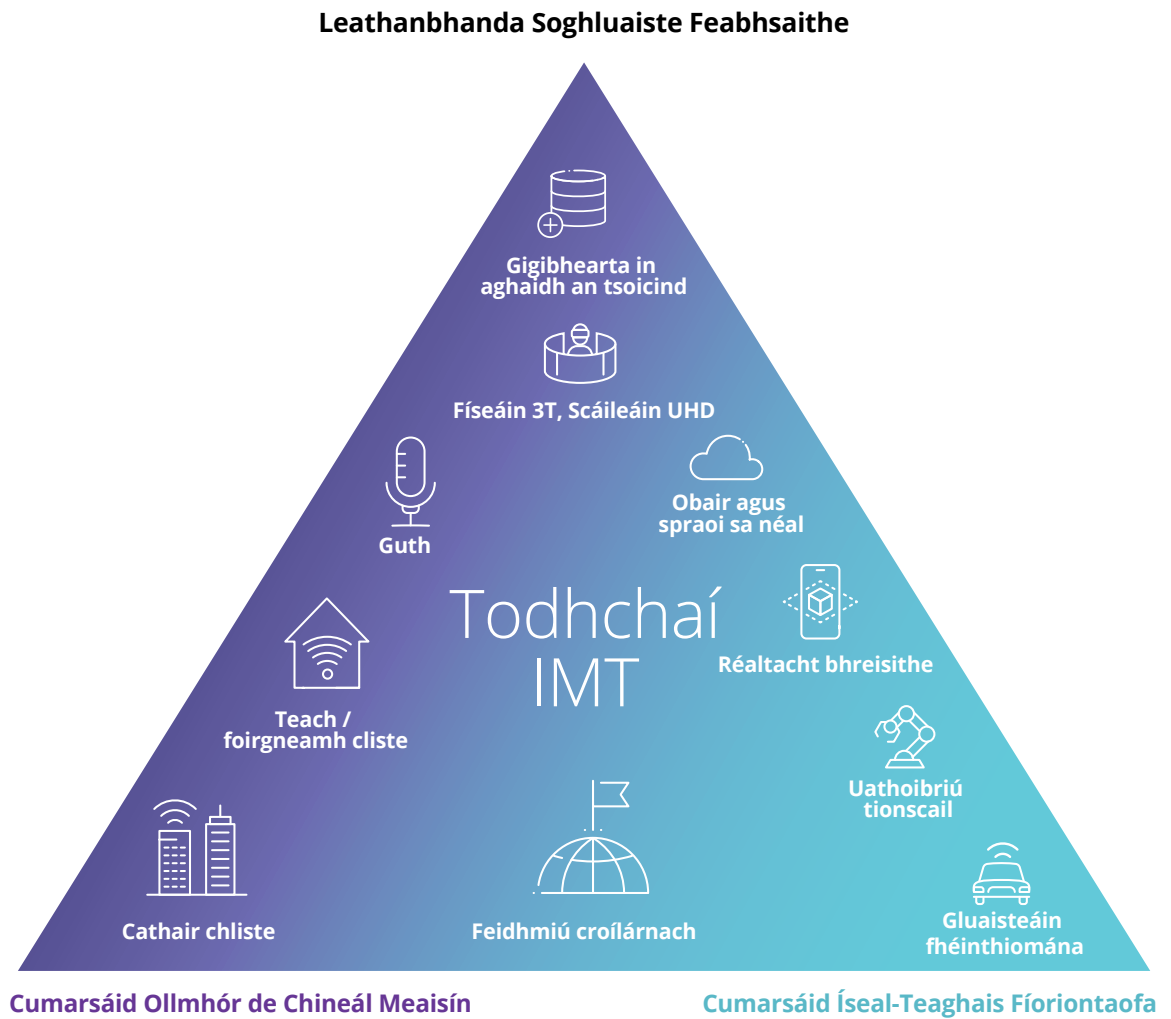 Leathanbhanda Soghluaiste Feabhsaithe
Gigibhearta in
aghaidh an tsoicind
Físeáin 3T, Scáileáin UHD
Guth
Obair agus
spraoi sa néal
Todhchaí
IMT
Réaltacht bhreisithe
Teach /
foirgneamh cliste
Uathoibriú
tionscail
Cathair chliste
Feidhmiú croílárnach
Gluaisteáin
fhéinthiomána
Cumarsáid Ollmhór de Chineál Meaisín
Cumarsáid Íseal-Teaghais Fíoriontaofa